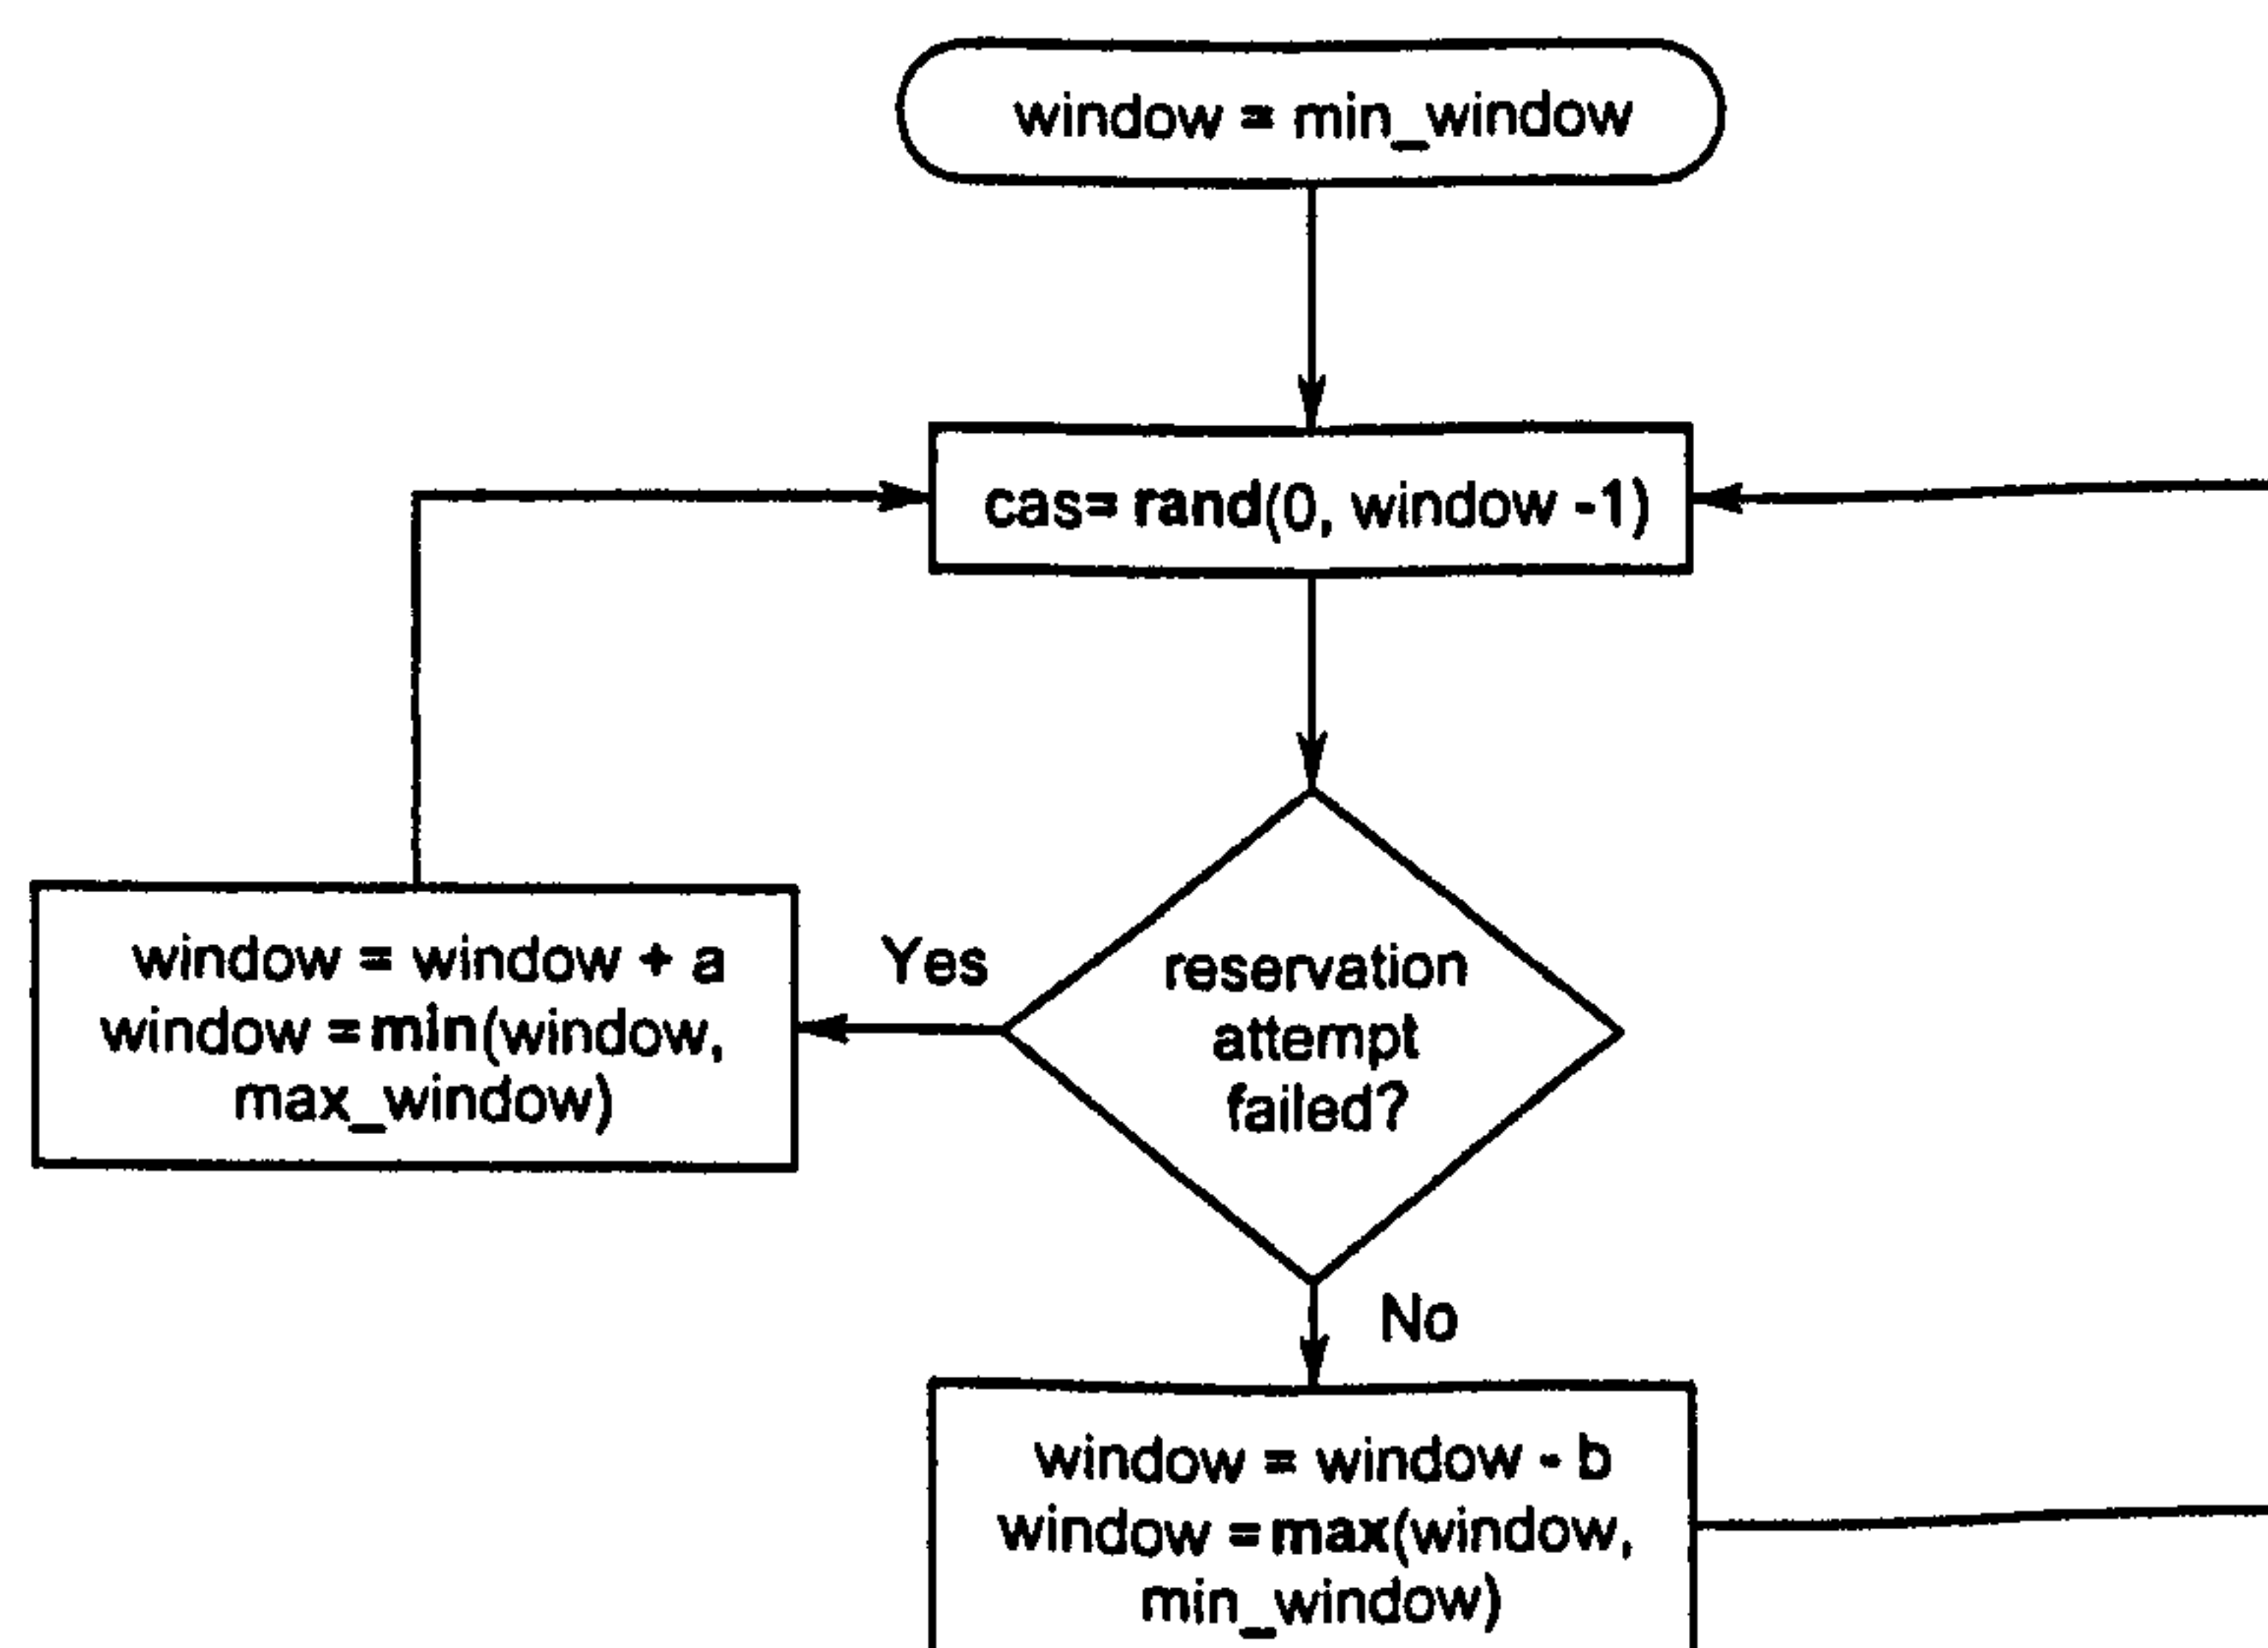 window = min_window
cas= rand(0, window -1)
Yes
reservation
attempt
failed?
window = window + a
window =min(window,
max_window)
No
window = window - b
window =max(window,
min_window)